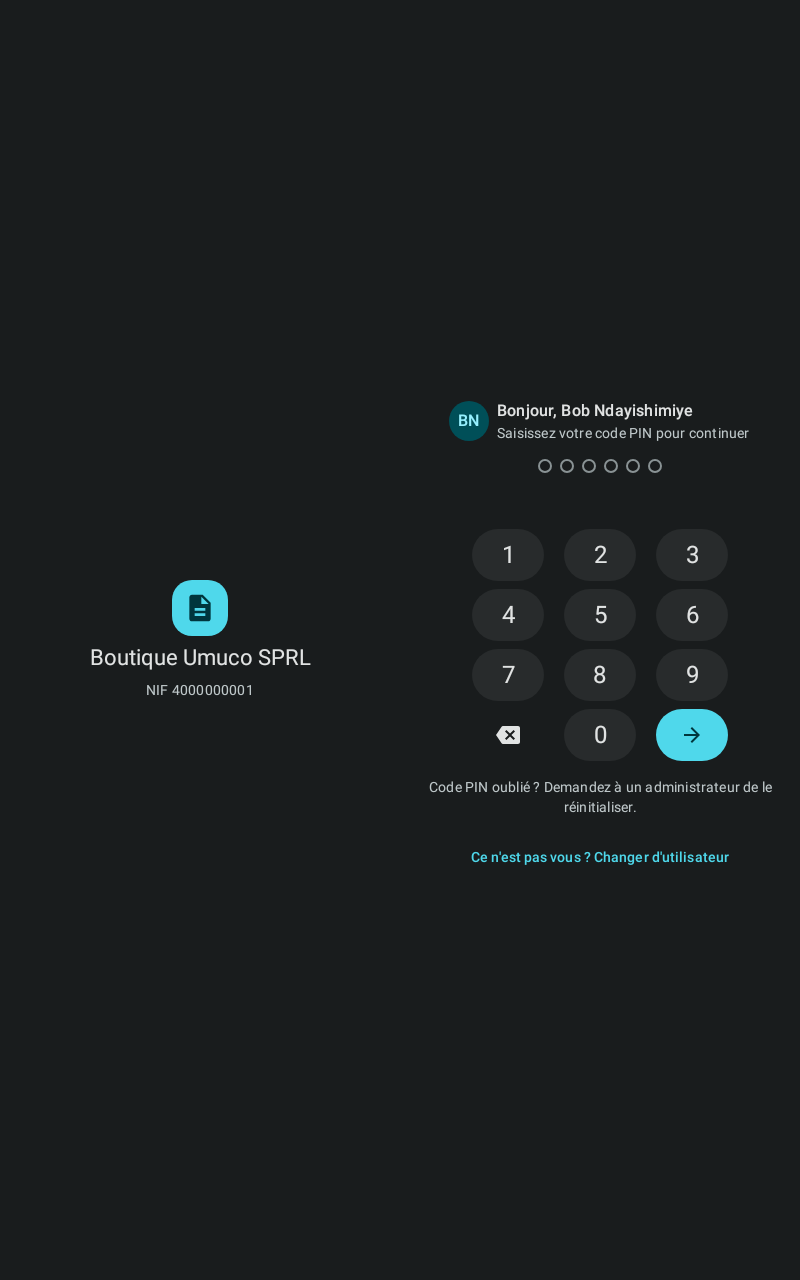 Boutique Umuco SPRL
NIF 4000000001
BN
Bonjour, Bob Ndayishimiye
Saisissez votre code PIN pour continuer
1 2 3
4 5 6
7 8 9
0
Code PIN oublié ? Demandez à un administrateur de le
réinitialiser.
Ce n'est pas vous ? Changer d'utilisateur